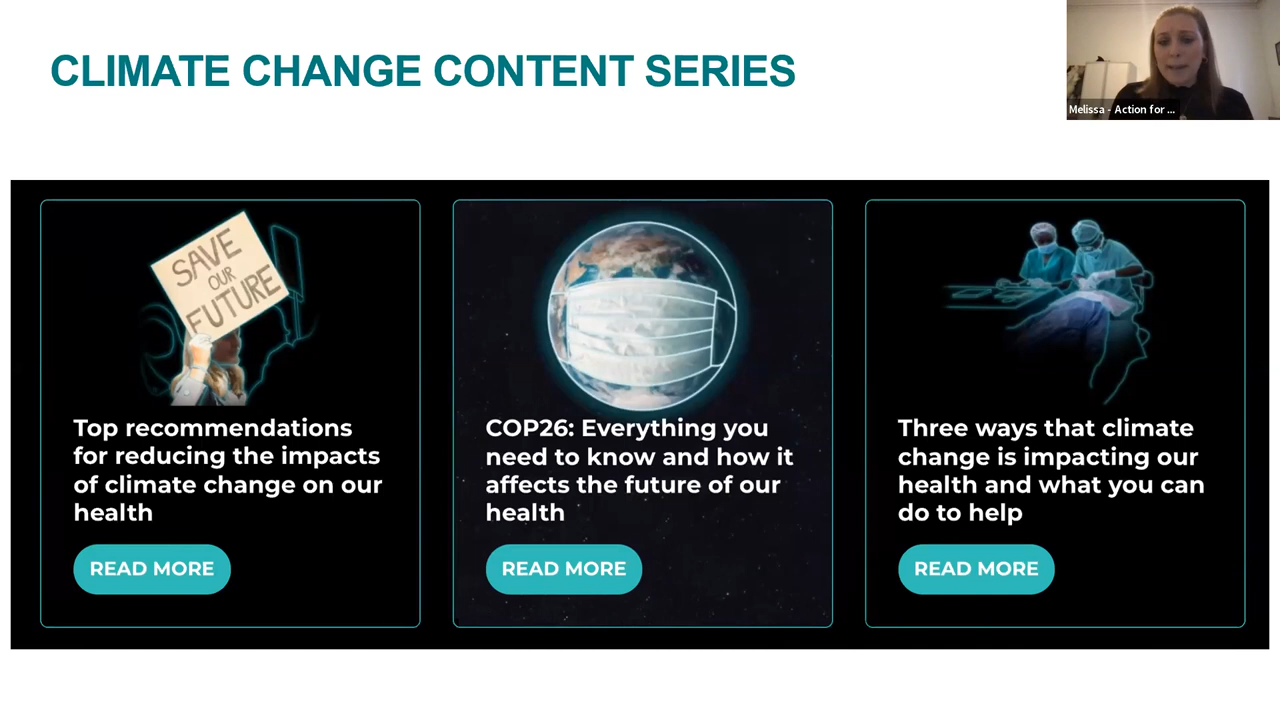 CLIMATE CHANGE CONTENT SERIES
Melissa - Action for ...
SAVE
OUR
FUTURE
Top recommendations
for reducing the impacts
of climate change on our
health
READ MORE
COP26: Everything you
need to know and how it
affects the future of our
health
READ MORE
Three ways that climate
change is impacting our
health and what you can
do to help
READ MORE